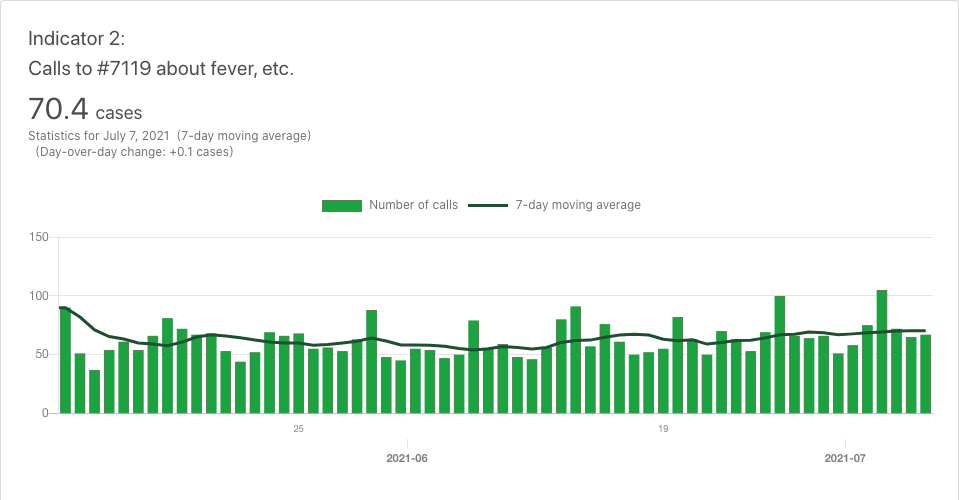 Indicator 2:
Calls to #7119 about fever, etc.
70.4 cases
Statistics for July 7, 2021 (7-day moving average)
(Day-over-day change: +0.1 cases)
Number of calls 7-day moving average
150
100
50
0
25 19
2021-06 2021-07